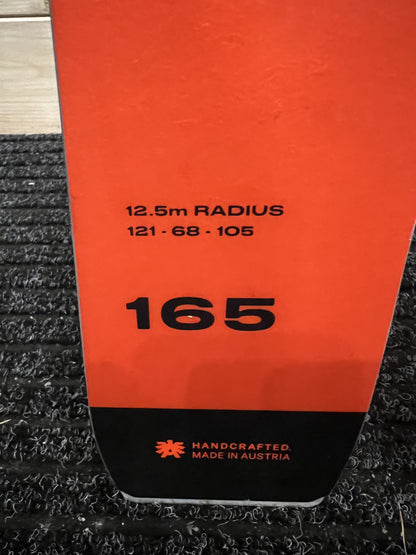 12.5m RADIUS
121 - 68 - 105
165
HANDCRAFTED.
MADE IN AUSTRIA